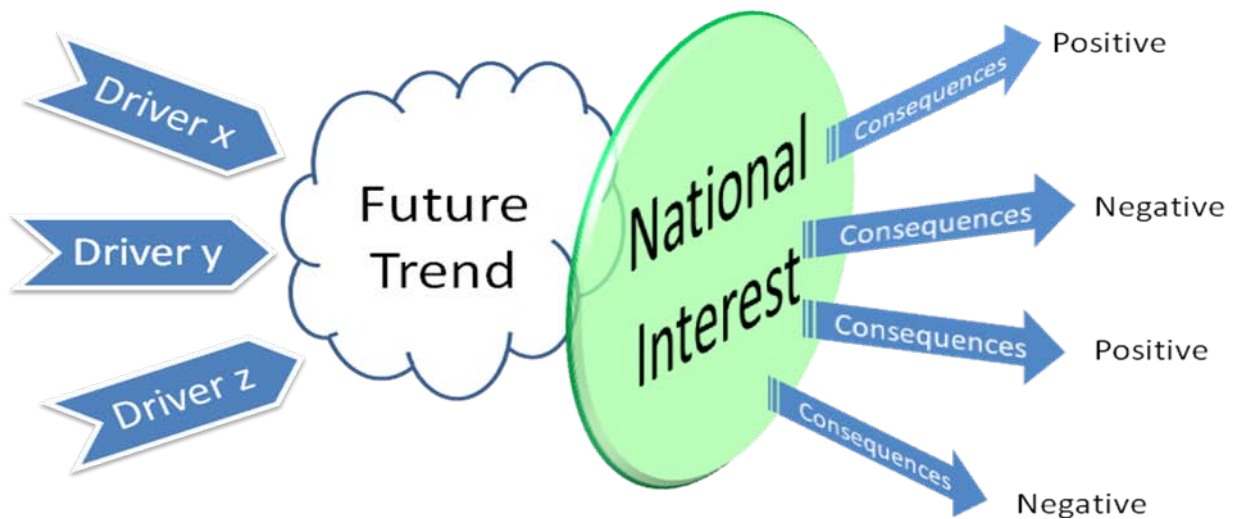 Driver x
Driver y
Driver z
Future
Trend
National
Interest
Consequences
Positive
Consequences
Negative
Consequences
Positive
Consequences
Negative